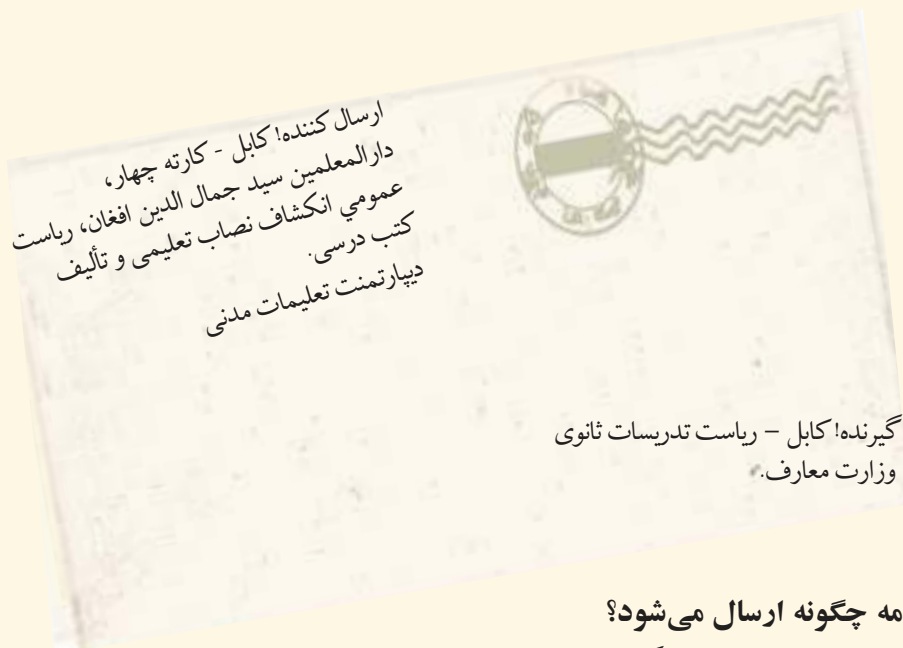 ارسال کننده! کابل - کارته چهار،
دارالمعلمین سید جمال الدین افغان، ریاست
عمومي انکشاف نصاب تعلیمی و تألیف
کتب درسی.
دیپارتمنت تعلیمات مدنی
گیرنده! کابل – ریاست تدریسات ثانوی
وزارت معارف.
مه چگونه ارسال می‌شود؟